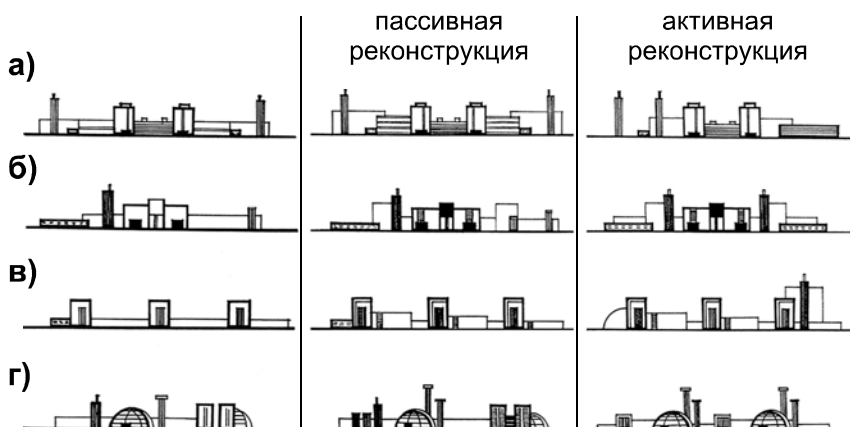 пассивная
реконструкция
активная
реконструкция
а)
б)
в)
г)